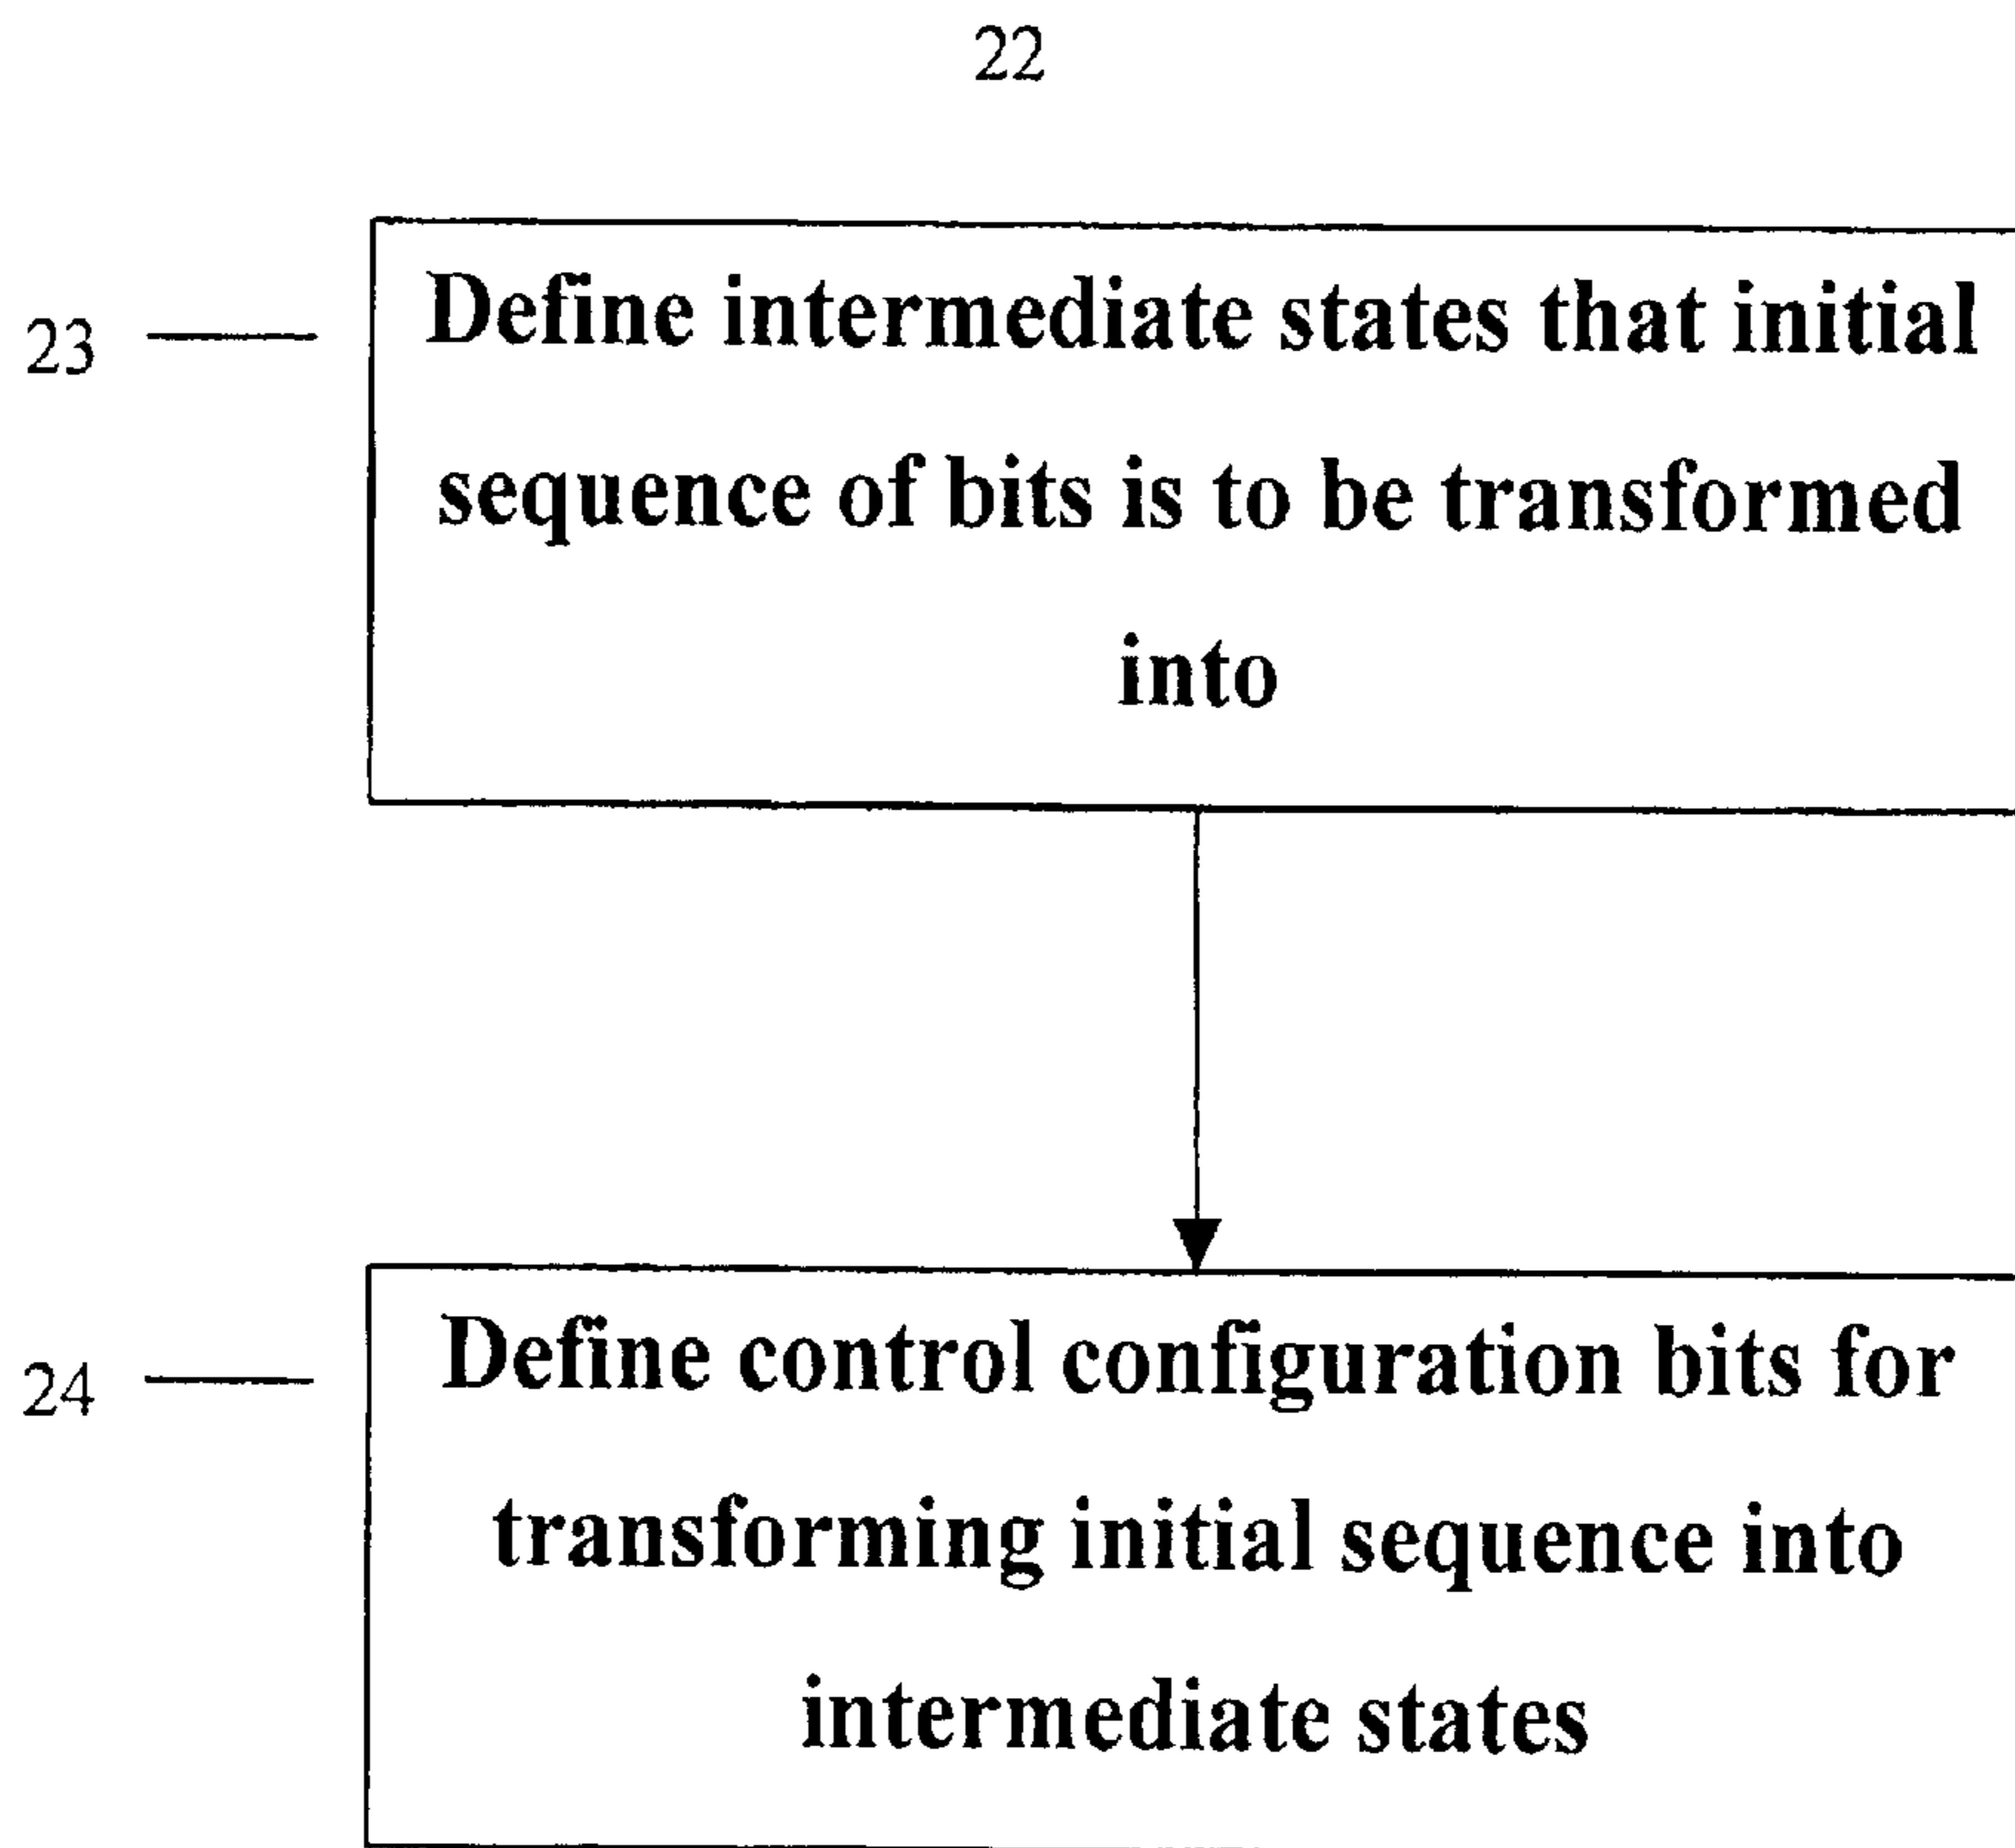 22
23
Define intermediate states that initial
sequence of bits is to be transformed
into
24
Define control configuration bits for
transforming initial sequence into
intermediate states